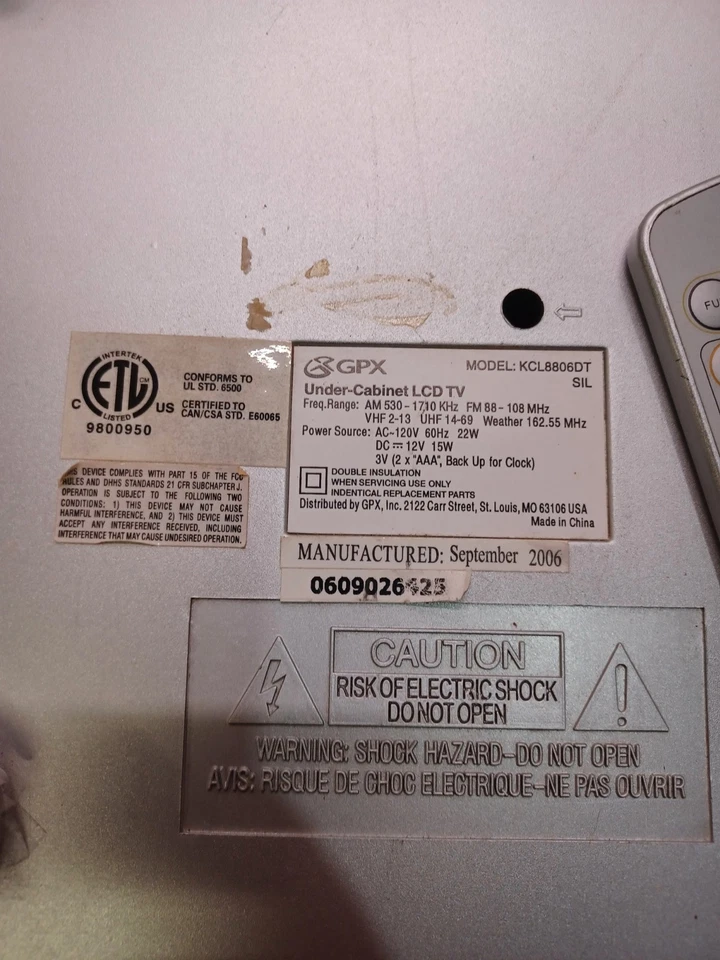 INTERTEK
ETL CM
LISTED
C US
9800950
CONFORMS TO
UL STD. 6500
CERTIFIED TO
CAN/CSA STD. E60065
DEVICE COMPLIES WITH PART 15 OF THE FCC
RULES AND DHHS STANDARDS 21 CFR SUBCHAPTER J.
OPERATION IS SUBJECT TO THE FOLLOWING TWO
CONDITIONS: 1) THIS DEVICE MAY NOT CAUSE
HARMFUL INTERFERENCE, AND 2) THIS DEVICE MUST
ACCEPT ANY INTERFERENCE RECEIVED, INCLUDING
INTERFERENCE THAT MAY CAUSE UNDESIRED OPERATION.
GPX
MODEL: KCL8806DT
SIL
Under-Cabinet LCD TV
Freq.Range: AM 530 - 1710 KHz FM 88 - 108 MHz
VHF 2-13 UHF 14-69 Weather 162.55 MHz
Power Source: AC~120V 60Hz 22W
DC 12V 15W
3V (2 x "AAA", Back Up for Clock)
DOUBLE INSULATION
WHEN SERVICING USE ONLY
INDENTICAL REPLACEMENT PARTS
Distributed by GPX, Inc. 2122 Carr Street, St. Louis, MO 63106 USA
Made in China
MANUFACTURED: September 2006
0609026425
CAUTION
RISK OF ELECTRIC SHOCK
DO NOT OPEN
WARNING: SHOCK HAZARD-DO NOT OPEN
AVIS: RISQUE DE CHOC ELECTRIQUE-NE PAS OUVRIR
FU